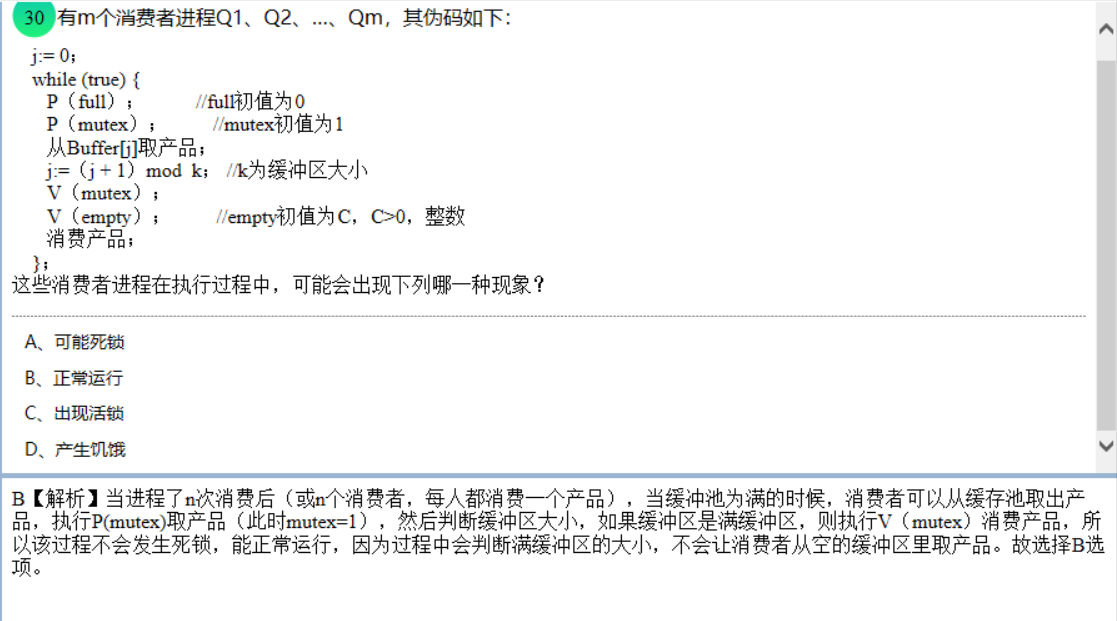 30 有m个消费者进程Q1、Q2、…、Qm，其伪码如下：
j:= 0;
while (true) {
P（full）; //full初值为0
P（mutex）; //mutex初值为1
从Buffer[j]取产品;
j:=（j + 1）mod k; //k为缓冲区大小
V（mutex）;
V（empty）; //empty初值为C，C>0，整数
消费产品;
};
这些消费者进程在执行过程中，可能会出现下列哪一种现象？
A、可能死锁
B、正常运行
C、出现活锁
D、产生饥饿
B【解析】当进程了n次消费后（或n个消费者，每人都消费一个产品），当缓冲池为满的时候，消费者可以从缓存池取出产
品，执行P(mutex)取产品（此时mutex=1），然后判断缓冲区大小，如果缓冲区是满缓冲区，则执行V（mutex）消费产品，所
以该过程不会发生死锁，能正常运行，因为过程中会判断满缓冲区的大小，不会让消费者从空的缓冲区里取产品。故选择B选
项。